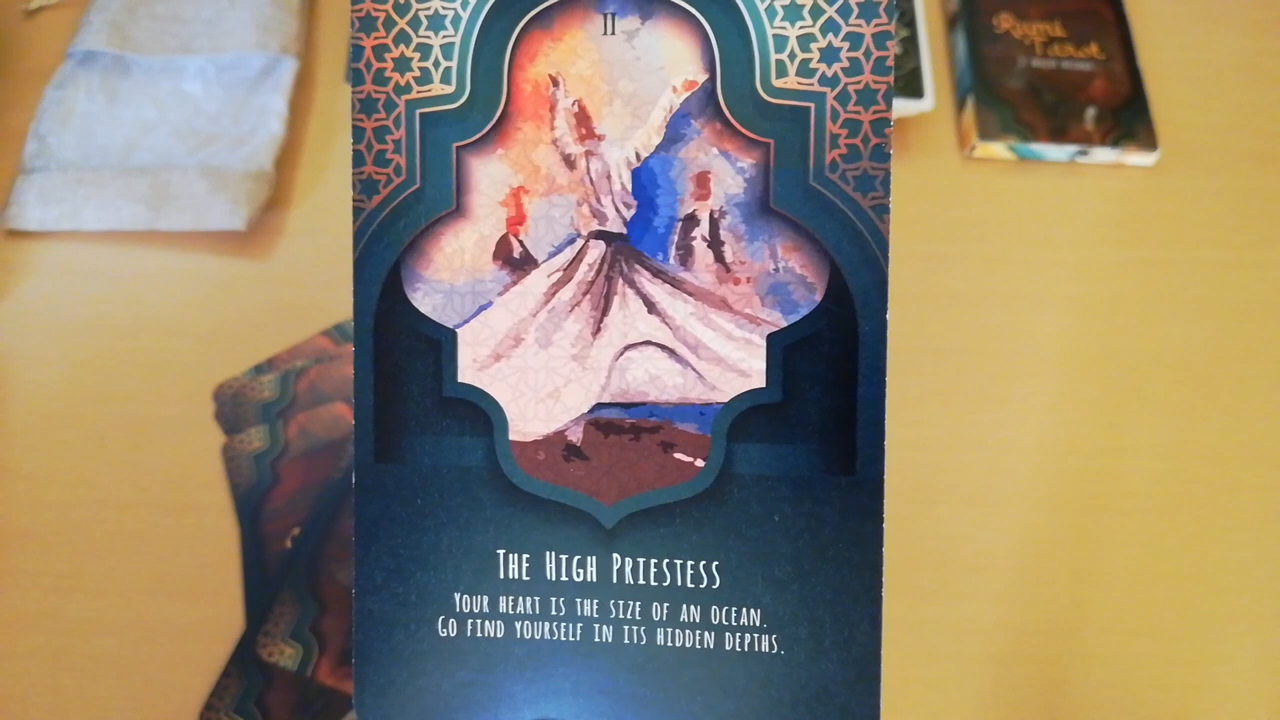 II
Rumi
Tarot
The High Priestess
Your heart is the size of an ocean.
Go find yourself in its hidden depths.